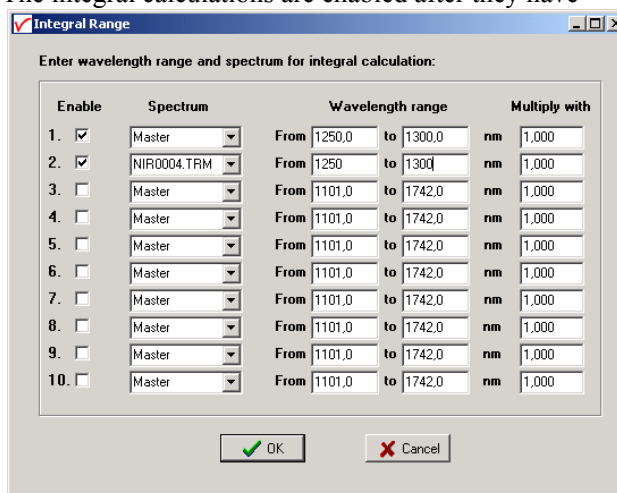 The integral calculations are enabled after they have
Integral Range
Enter wavelength range and spectrum for integral calculation:
Enable Spectrum Wavelength range Multiply with
1. Master From 1250,0 to 1300,0 nm 1,000
2. NIR0004.TRM From 1250 to 1300 nm 1,000
3. Master From 1101,0 to 1742,0 nm 1,000
4. Master From 1101,0 to 1742,0 nm 1,000
5. Master From 1101,0 to 1742,0 nm 1,000
6. Master From 1101,0 to 1742,0 nm 1,000
7. Master From 1101,0 to 1742,0 nm 1,000
8. Master From 1101,0 to 1742,0 nm 1,000
9. Master From 1101,0 to 1742,0 nm 1,000
10. Master From 1101,0 to 1742,0 nm 1,000
OK Cancel